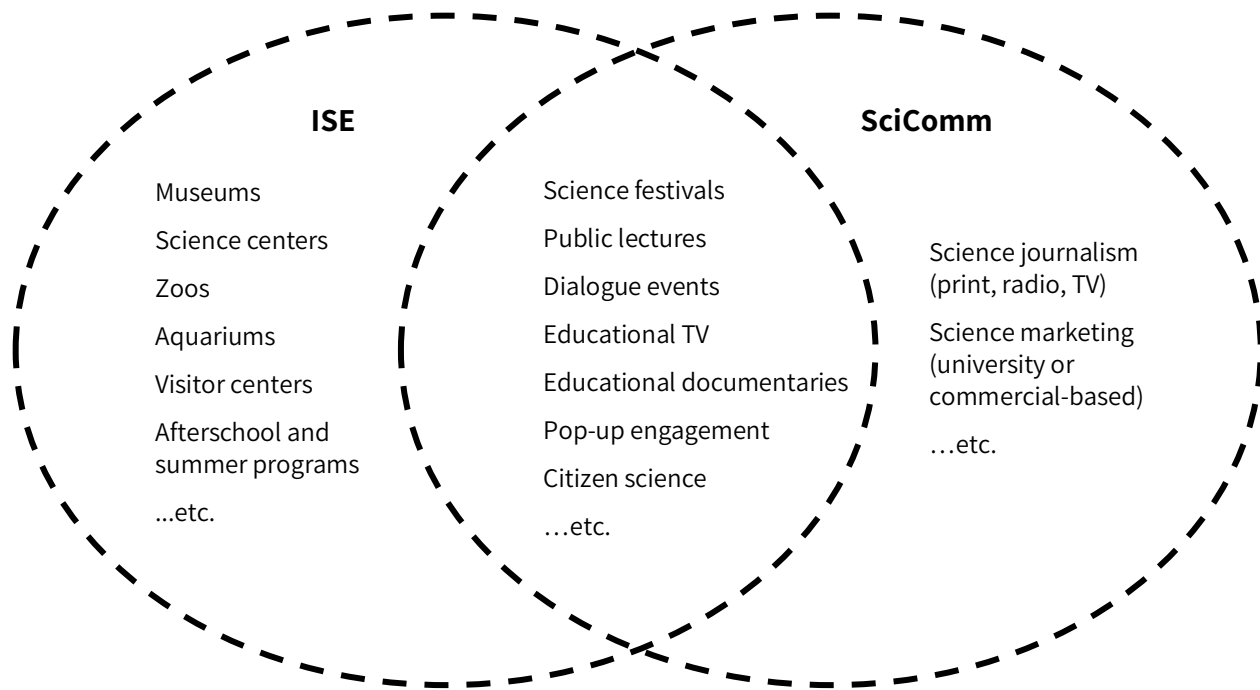 ISE
Museums
Science centers
Zoos
Aquariums
Visitor centers
Afterschool and
summer programs
...etc.
Science festivals
Public lectures
Dialogue events
Educational TV
Educational documentaries
Pop-up engagement
Citizen science
…etc.
SciComm
Science journalism
(print, radio, TV)
Science marketing
(university or
commercial-based)
…etc.